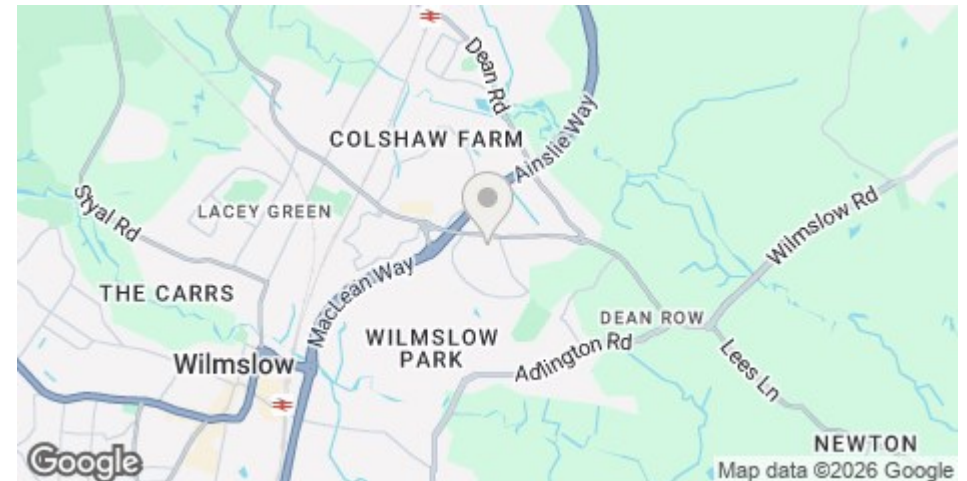 Dean Rd
COLSHAW FARM
Ainslie Way
Styal Rd
LACEY GREEN
Wilmslow Rd
MacLean Way
THE CARRS
DEAN ROW
WILMSLOW
PARK
Wilmslow
Adlington Rd
Lees Ln
NEWTON
Google
Map data ©2026 Google